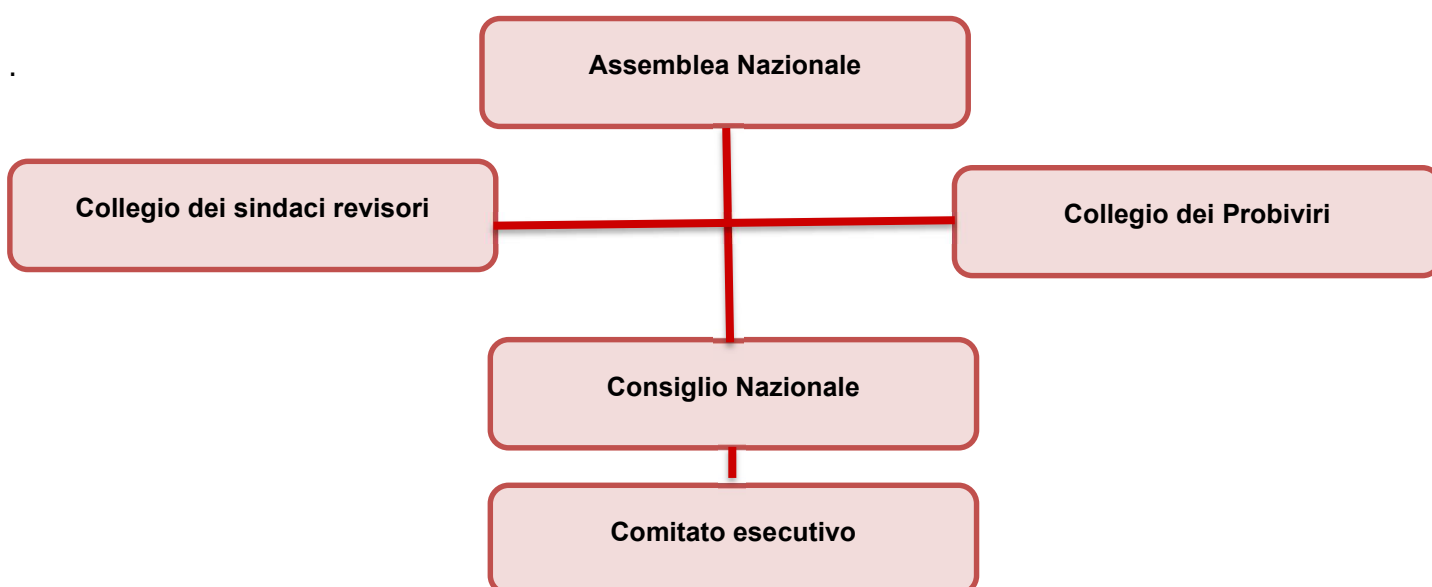 Assemblea Nazionale
.
Collegio dei sindaci revisori
Collegio dei Probiviri
Consiglio Nazionale
Comitato esecutivo